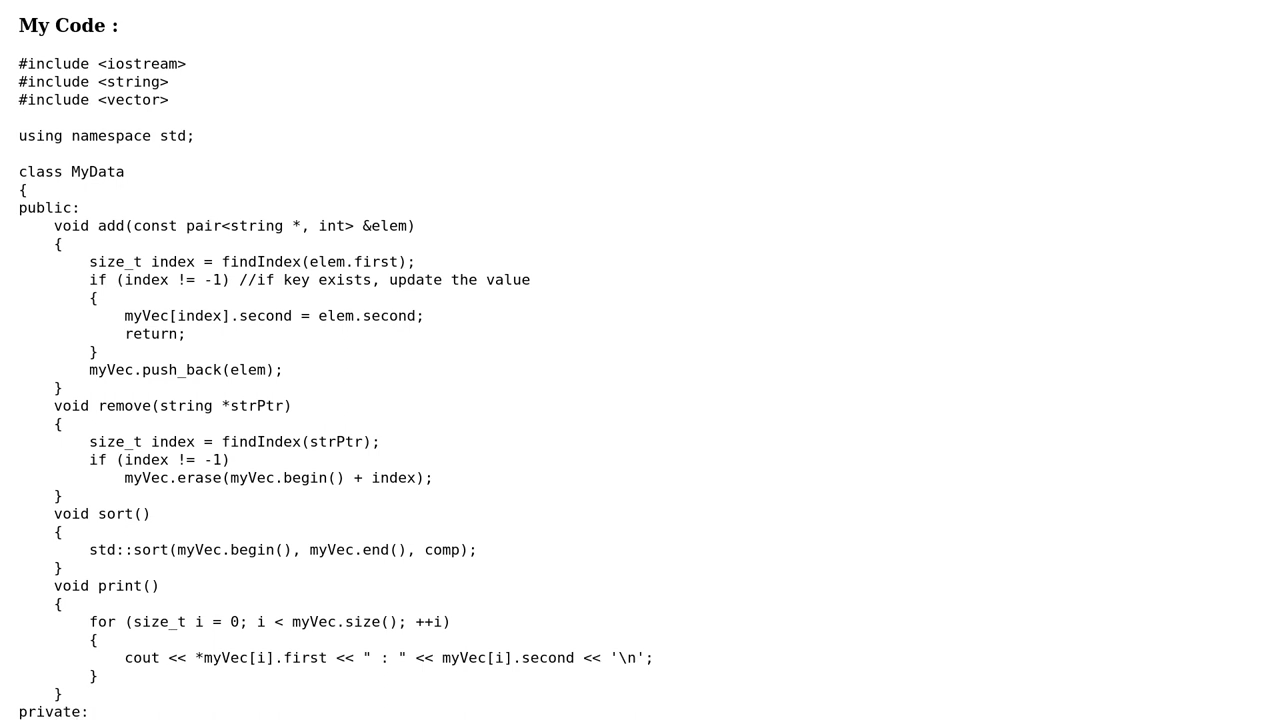 My Code :
#include <iostream>
#include <string>
#include <vector>
using namespace std;
class MyData
{
public:
    void add(const pair<string *, int> &elem)
    {
        size_t index = findIndex(elem.first);
        if (index != -1) //if key exists, update the value
        {
            myVec[index].second = elem.second;
            return;
        }
        myVec.push_back(elem);
    }
    void remove(string *strPtr)
    {
        size_t index = findIndex(strPtr);
        if (index != -1)
            myVec.erase(myVec.begin() + index);
    }
    void sort()
    {
        std::sort(myVec.begin(), myVec.end(), comp);
    }
    void print()
    {
        for (size_t i = 0; i < myVec.size(); ++i)
        {
            cout << *myVec[i].first << " : " << myVec[i].second << '\n';
        }
    }
private: